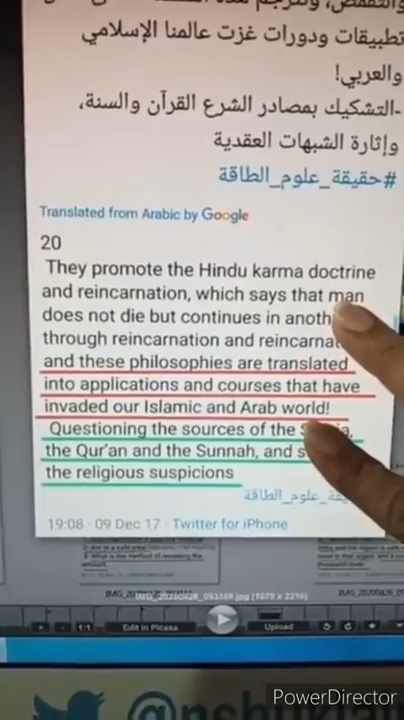 تطبيقات ودورات غزت عالمنا الإسلامي
والعربي!
-التشكيك بمصادر الشرع القرآن والسنة،
وإثارة الشبهات العقدية
#حقيقة_علوم_الطاقة
Translated from Arabic by Google
20
They promote the Hindu karma doctrine
and reincarnation, which says that man
does not die but continues in anoth
through reincarnation and reincarnat
and these philosophies are translated
into applications and courses that have
invaded our Islamic and Arab world!
Questioning the sources of the
the Qur'an and the Sunnah, and s
the religious suspicions
علوم_الطاقة
19:08 · 09 Dec 17 · Twitter for iPhone
1:1
Edit in Picasa
Upload
PowerDirector